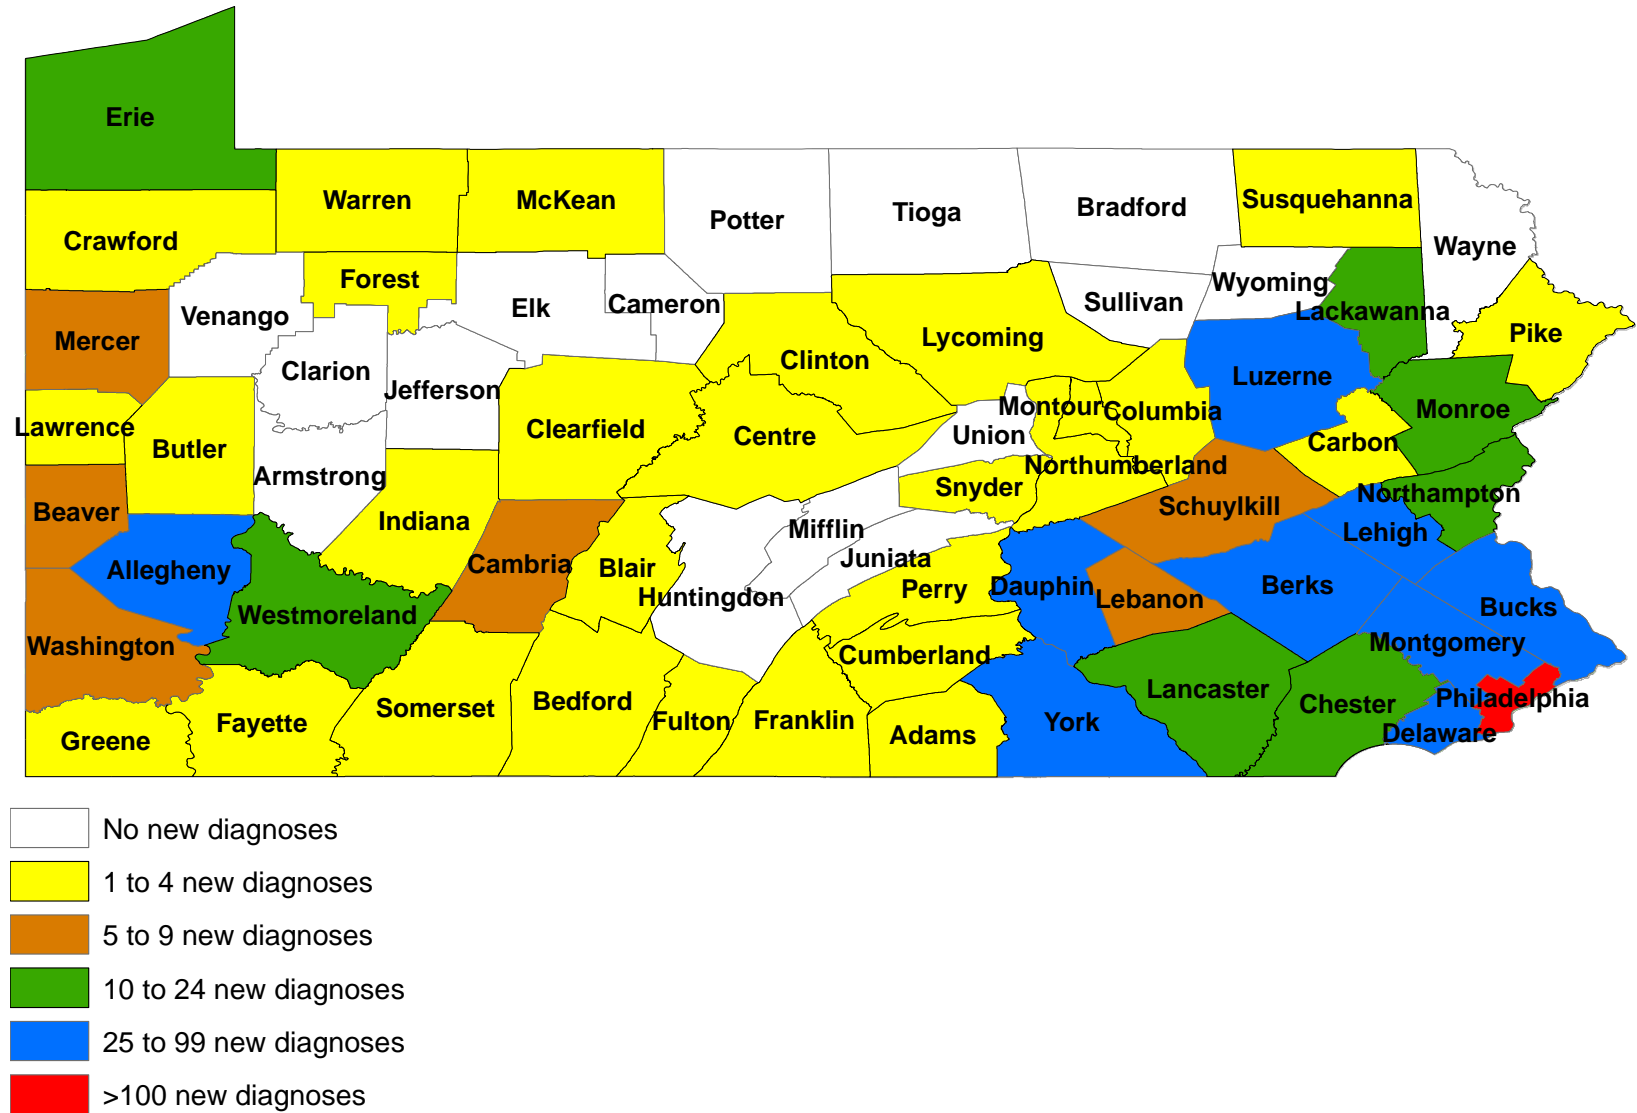 Erie
Warren
McKean
Potter
Tioga
Bradford
Susquehanna
Wayne
Crawford
Forest
Venango
Elk
Cameron
Sullivan
Wyoming
Lackawanna
Pike
Mercer
Clarion
Jefferson
Clinton
Lycoming
Luzerne
Monroe
Lawrence
Butler
Armstrong
Clearfield
Centre
Union
Montour
Columbia
Carbon
Northumberland
Snyder
Beaver
Indiana
Schuylkill
Northampton
Lehigh
Mifflin
Juniata
Allegheny
Cambria
Blair
Huntingdon
Perry
Dauphin
Lebanon
Berks
Bucks
Westmoreland
Washington
Cumberland
Montgomery
Greene
Fayette
Somerset
Bedford
Fulton
Franklin
Adams
York
Lancaster
Chester
Philadelphia
Delaware
No new diagnoses
1 to 4 new diagnoses
5 to 9 new diagnoses
10 to 24 new diagnoses
25 to 99 new diagnoses
>100 new diagnoses